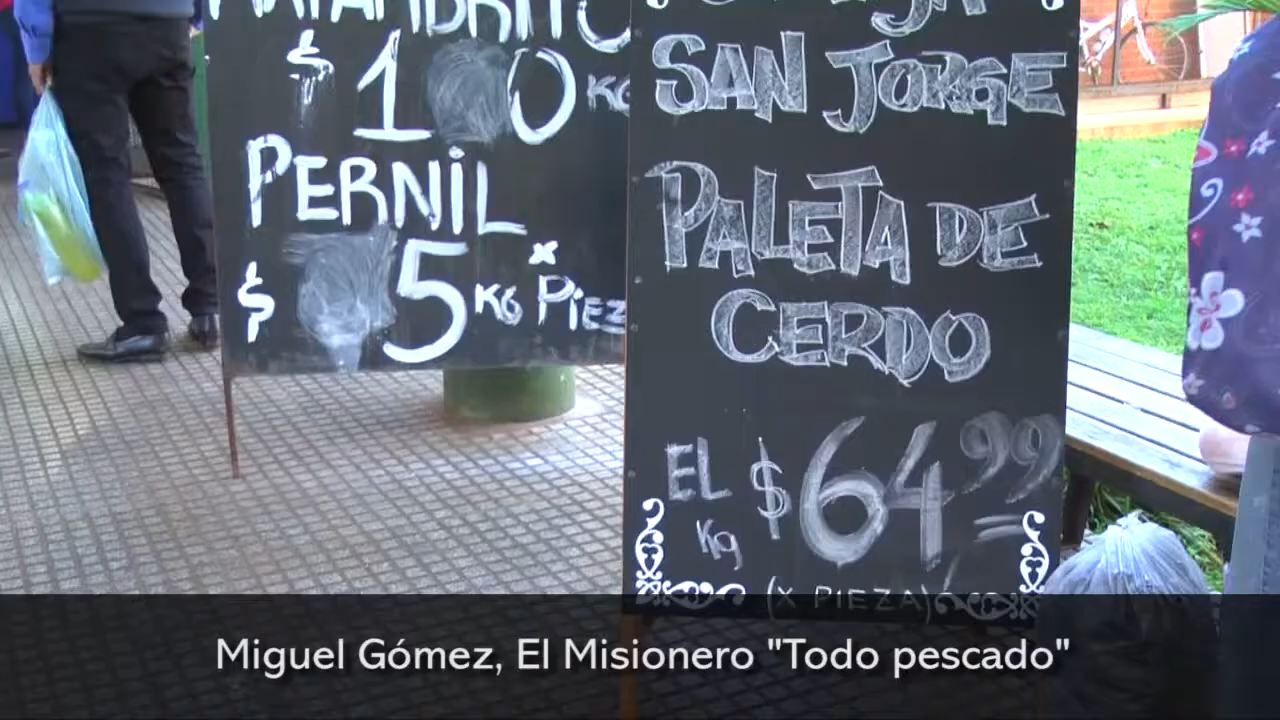 $ 1 0 KG
PERNIL
$ 5 KG x PIEZ
SAN JORGE
PALETA DE
CERDO
EL Kg $ 64 99
(X PIEZA)
Miguel Gómez, El Misionero "Todo pescado"